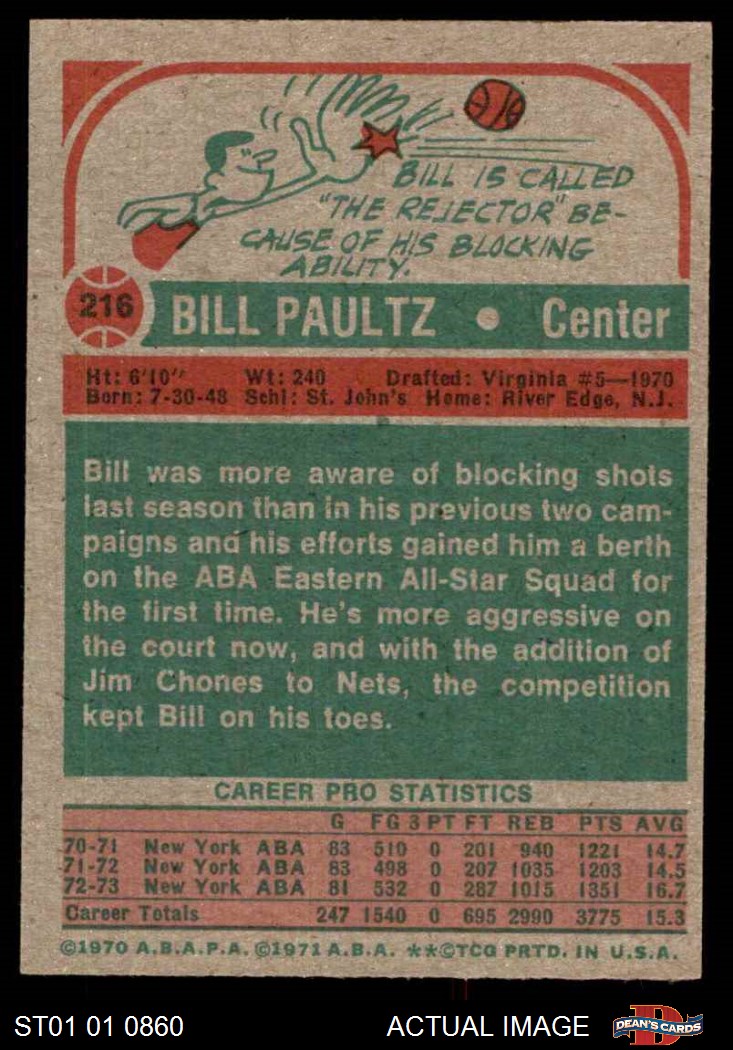 BILL IS CALLED
"THE REJECTOR" BE-
CAUSE OF HIS BLOCKING
ABILITY.
216
BILL PAULTZ • Center
Ht: 6'10" Wt: 240 Drafted: Virginia #5—1970
Born: 7-30-48 Schl: St. John's Home: River Edge, N.J.
Bill was more aware of blocking shots
last season than in his previous two cam-
paigns and his efforts gained him a berth
on the ABA Eastern All-Star Squad for
the first time. He's more aggressive on
the court now, and with the addition of
Jim Chones to Nets, the competition
kept Bill on his toes.
CAREER PRO STATISTICS
G FG 3 PT FT REB PTS AVG
70-71 New York ABA 83 510 0 201 940 1221 14.7
71-72 New York ABA 83 498 0 207 1035 1203 14.5
72-73 New York ABA 81 532 0 287 1015 1351 16.7
Career Totals 247 1540 0 695 2990 3775 15.3
©1970 A.B.A.P.A. ©1971 A.B.A. **©TCG PRTD. IN U.S.A.
ST01 01 0860 ACTUAL IMAGE DEAN'S CARDS